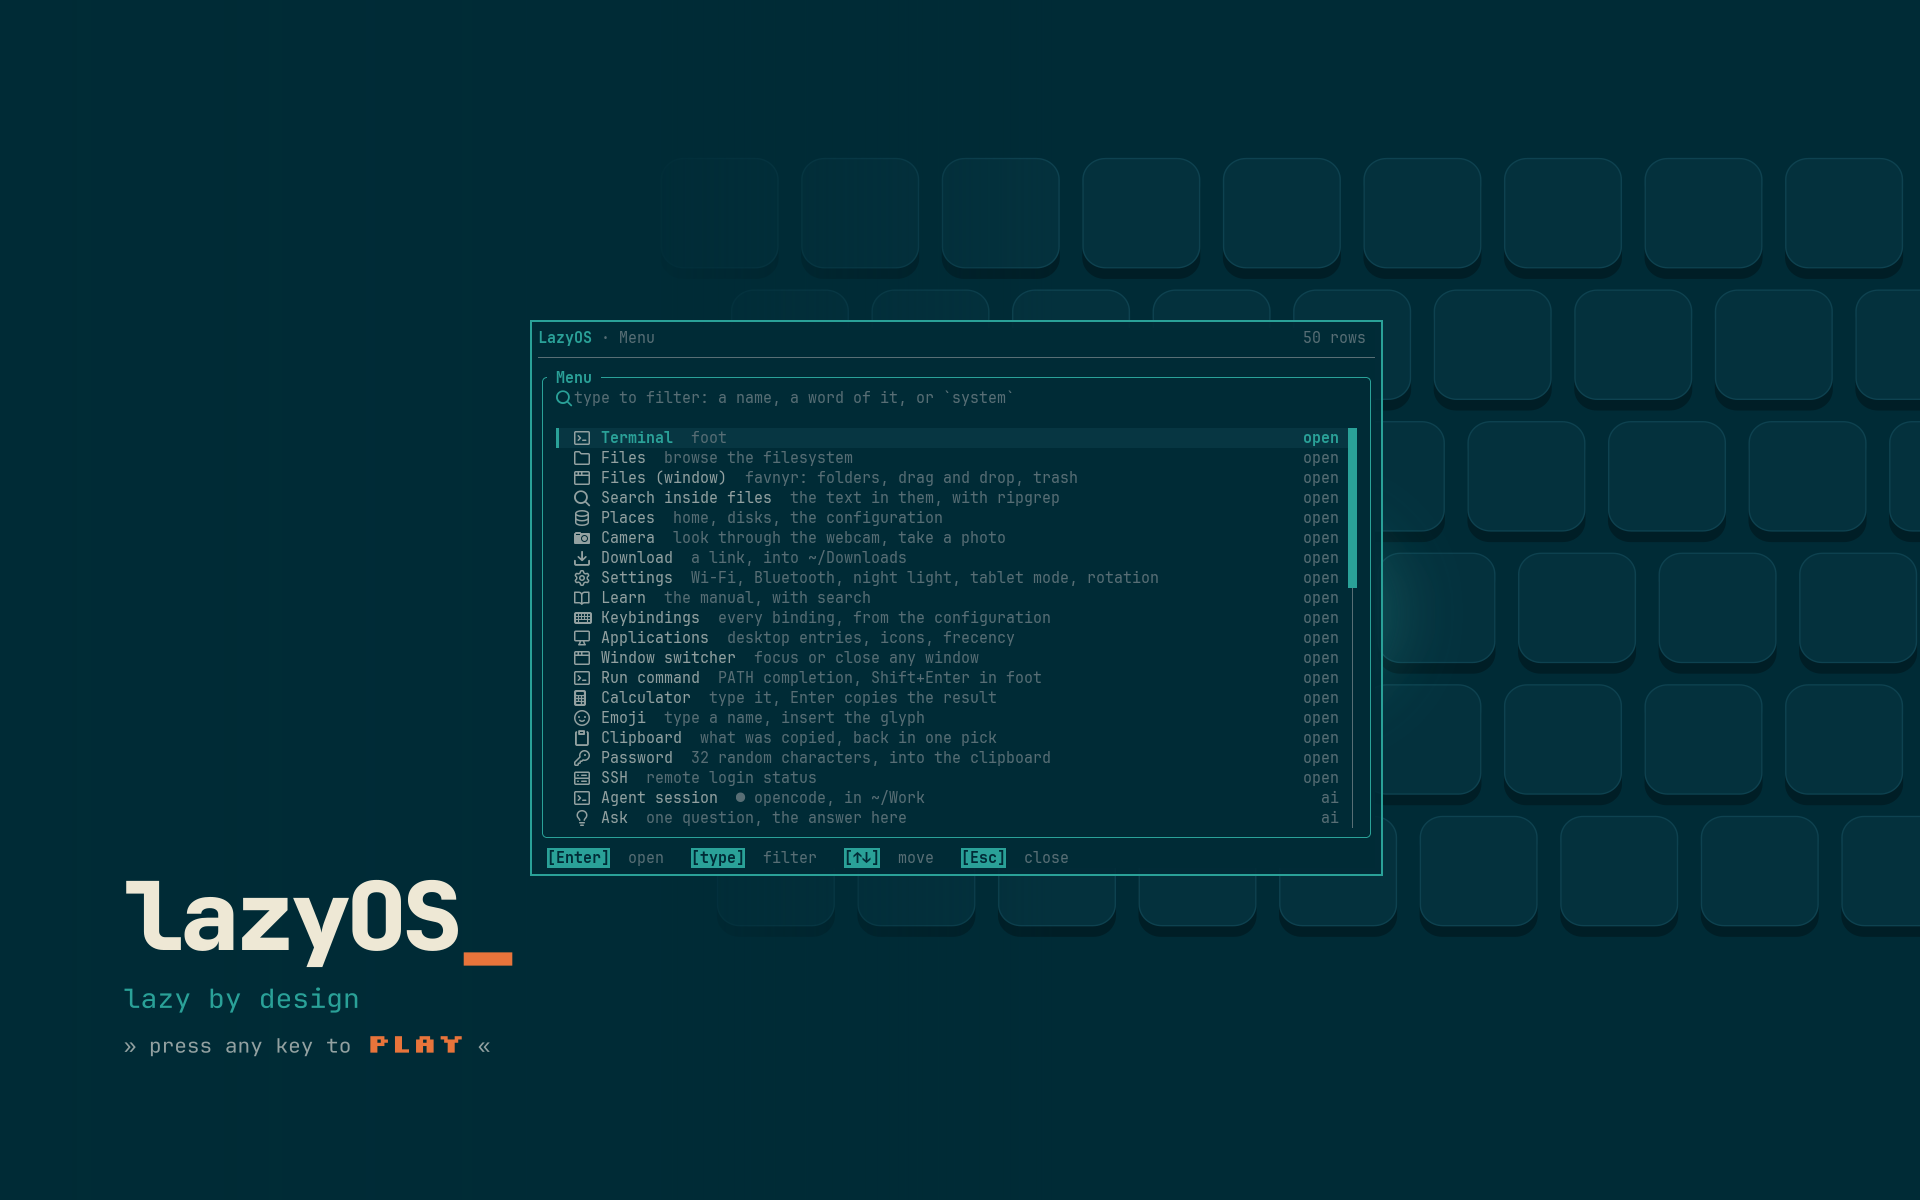 LazyOS · Menu 50 rows
Menu
type to filter: a name, a word of it, or `system`
Terminal foot open
Files browse the filesystem open
Files (window) favnyr: folders, drag and drop, trash open
Search inside files the text in them, with ripgrep open
Places home, disks, the configuration open
Camera look through the webcam, take a photo open
Download a link, into ~/Downloads open
Settings Wi-Fi, Bluetooth, night light, tablet mode, rotation open
Learn the manual, with search open
Keybindings every binding, from the configuration open
Applications desktop entries, icons, frecency open
Window switcher focus or close any window open
Run command PATH completion, Shift+Enter in foot open
Calculator type it, Enter copies the result open
Emoji type a name, insert the glyph open
Clipboard what was copied, back in one pick open
Password 32 random characters, into the clipboard open
SSH remote login status open
Agent session ● opencode, in ~/Work ai
Ask one question, the answer here ai
[Enter] open [type] filter [↑↓] move [Esc] close
lazyOS_
lazy by design
» press any key to PLAY «